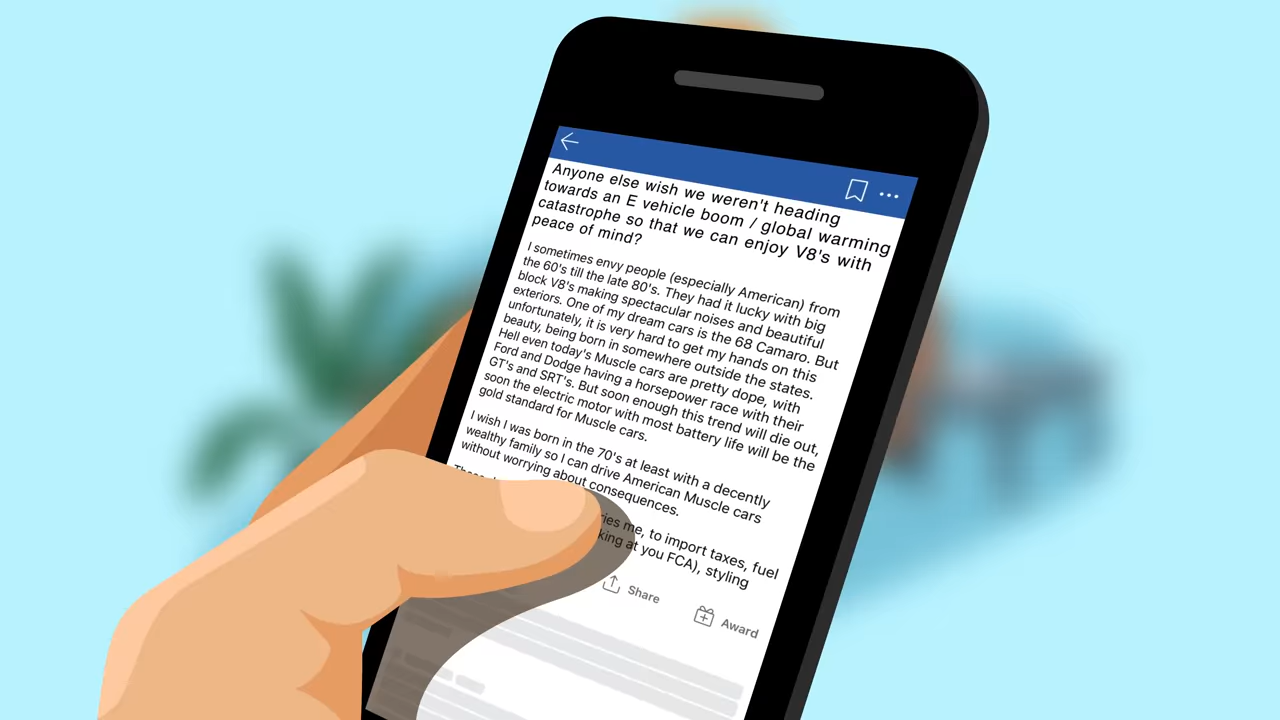 Anyone else wish we weren't heading
towards an E vehicle boom / global warming
catastrophe so that we can enjoy V8's with
peace of mind?
I sometimes envy people (especially American) from
the 60's till the late 80's. They had it lucky with big
block V8's making spectacular noises and beautiful
exteriors. One of my dream cars is the 68 Camaro. But
unfortunately, it is very hard to get my hands on this
beauty, being born in somewhere outside the states.
Hell even today's Muscle cars are pretty dope, with
Ford and Dodge having a horsepower race with their
GT's and SRT's. But soon enough this trend will die out,
soon the electric motor with most battery life will be the
gold standard for Muscle cars.
I wish I was born in the 70's at least with a decently
wealthy family so I can drive American Muscle cars
without worrying about consequences.
me, to import taxes, fuel
at you FCA), styling
Share
Award